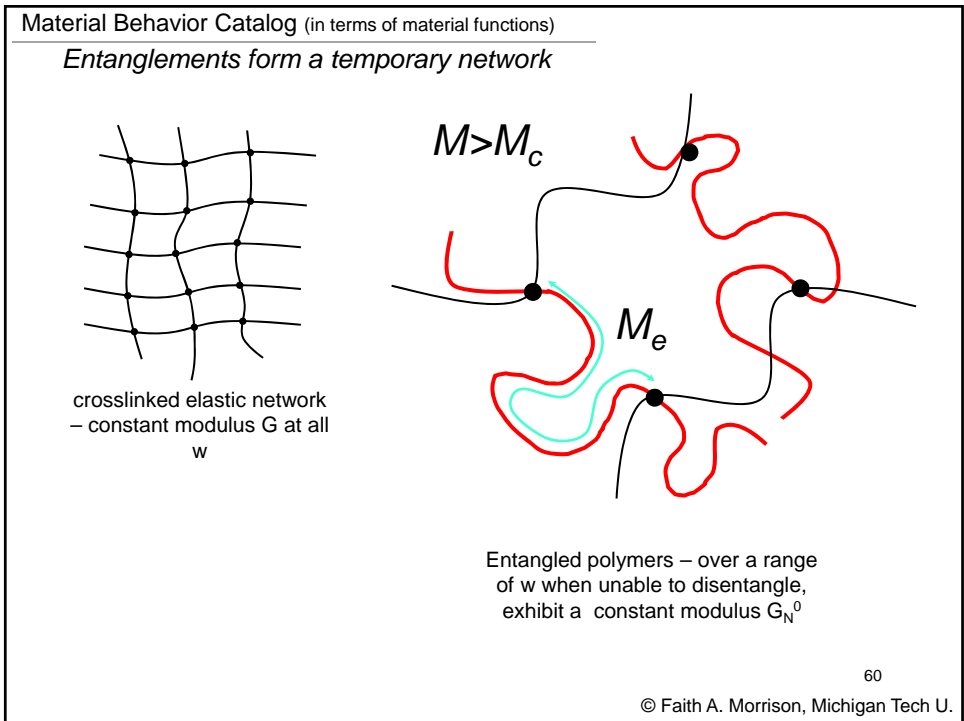 Material Behavior Catalog (in terms of material functions)
Entanglements form a temporary network
M>Mc
Me
crosslinked elastic network
– constant modulus G at all
w
Entangled polymers – over a range
of w when unable to disentangle,
exhibit a constant modulus GN0
60
© Faith A. Morrison, Michigan Tech U.